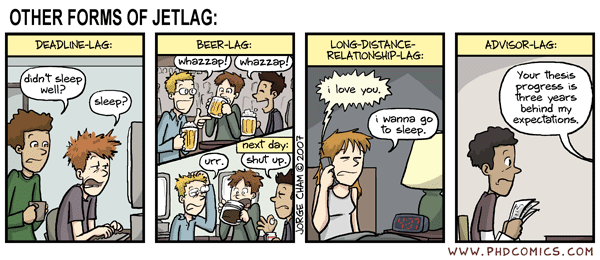 OTHER FORMS OF JETLAG:
DEADLINE-LAG:
didn't sleep
well?
sleep?
BEER-LAG:
whazzap!
whazzap!
next day:
urr.
shut up.
JORGE CHAM © 2007
LONG-DISTANCE-
RELATIONSHIP-LAG:
i love you.
i wanna go
to sleep.
ADVISOR-LAG:
Your thesis
progress is
three years
behind my
expectations.
WWW.PHDCOMICS.COM